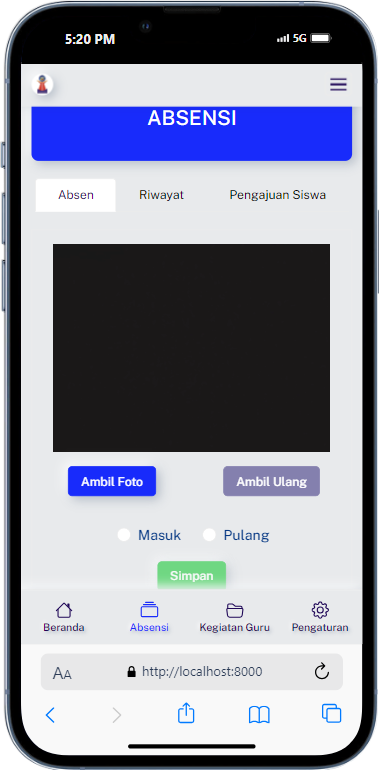 5:20 PM 5G
ABSENSI
Absen Riwayat Pengajuan Siswa
Ambil Foto Ambil Ulang
Masuk Pulang
Simpan
Beranda Absensi Kegiatan Guru Pengaturan
AA http://localhost:8000